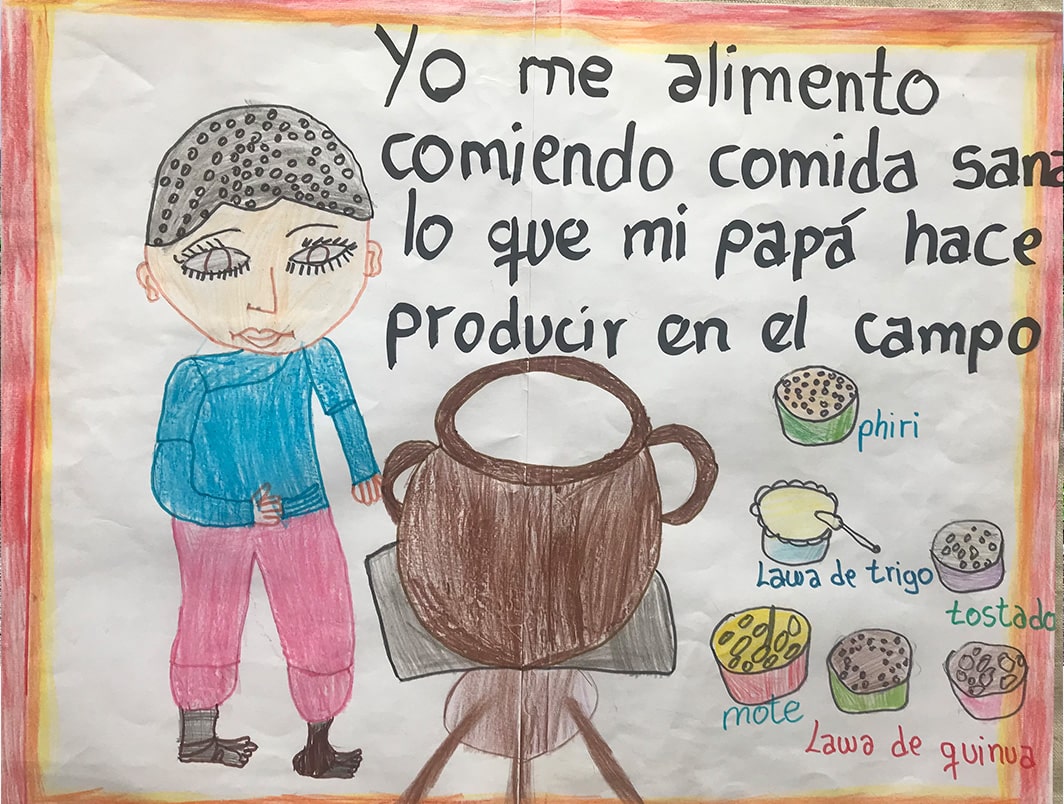 Yo me alimento
comiendo comida sana
lo que mi papá hace
producir en el campo
phiri
Lawa de trigo
tostado
mote
Lawa de quinua